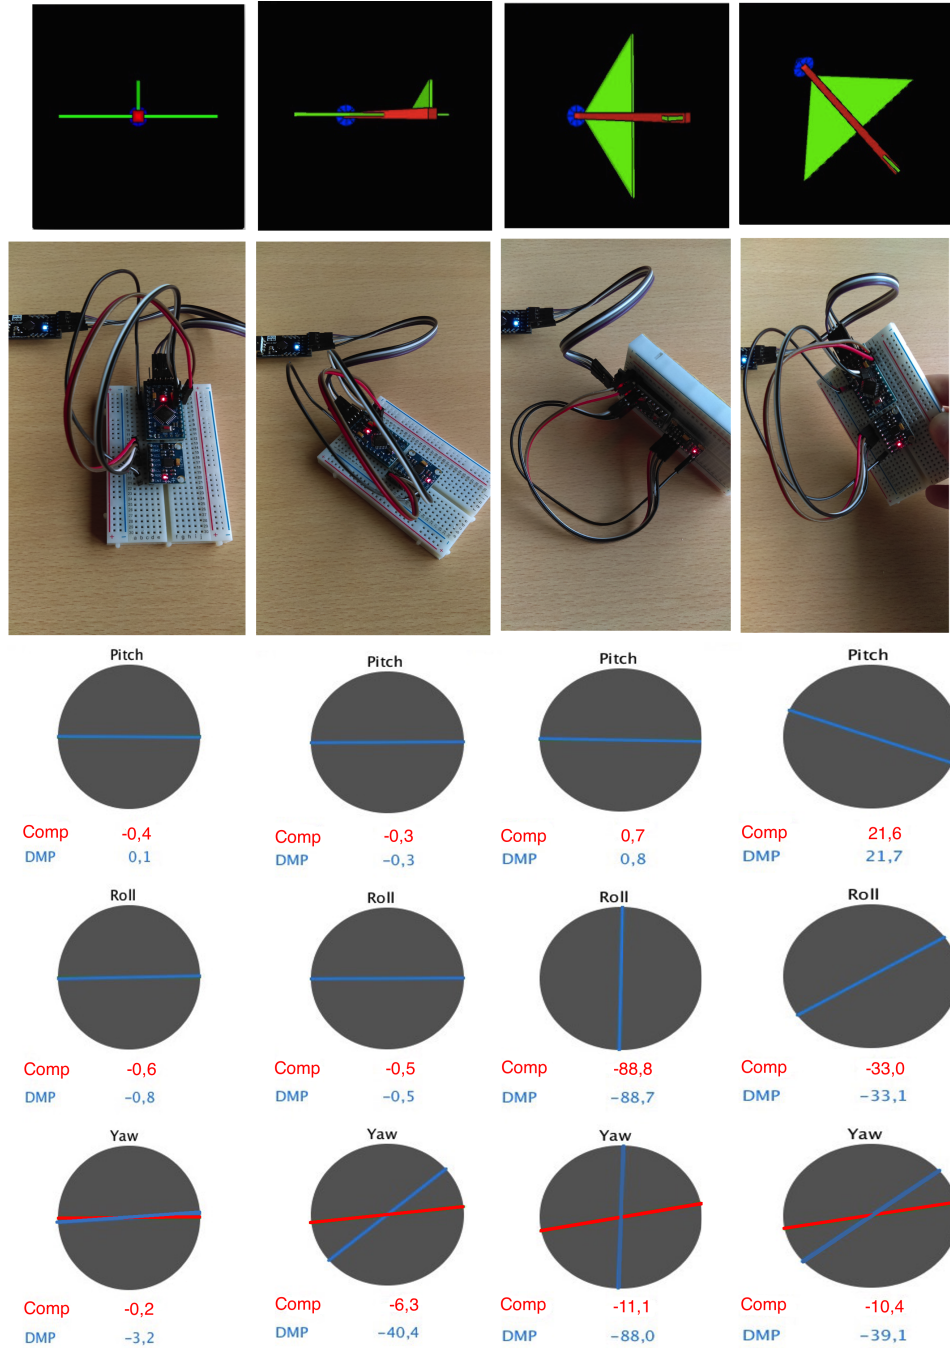 Pitch Pitch Pitch Pitch
Comp -0,4 Comp -0,3 Comp 0,7 Comp 21,6
DMP 0,1 DMP -0,3 DMP 0,8 DMP 21,7
Roll Roll Roll Roll
Comp -0,6 Comp -0,5 Comp -88,8 Comp -33,0
DMP -0,8 DMP -0,5 DMP -88,7 DMP -33,1
Yaw Yaw Yaw Yaw
Comp -0,2 Comp -6,3 Comp -11,1 Comp -10,4
DMP -3,2 DMP -40,4 DMP -88,0 DMP -39,1